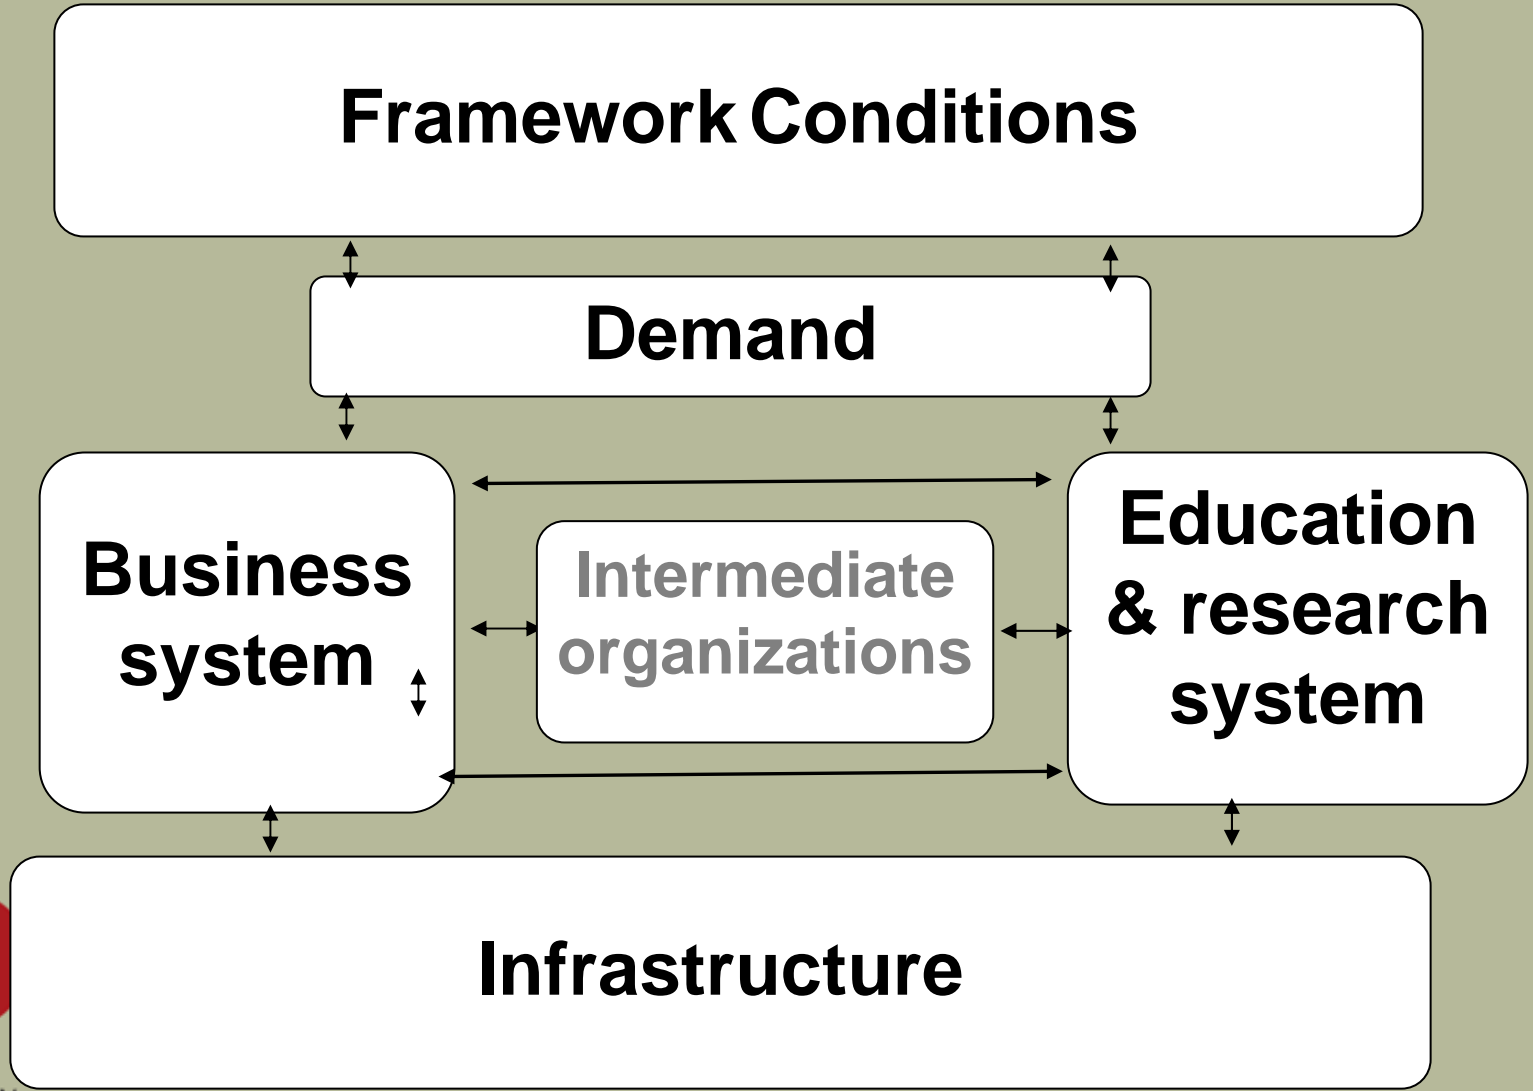 Framework Conditions
Demand
Business
system
Intermediate
organizations
Education
& research
system
Infrastructure